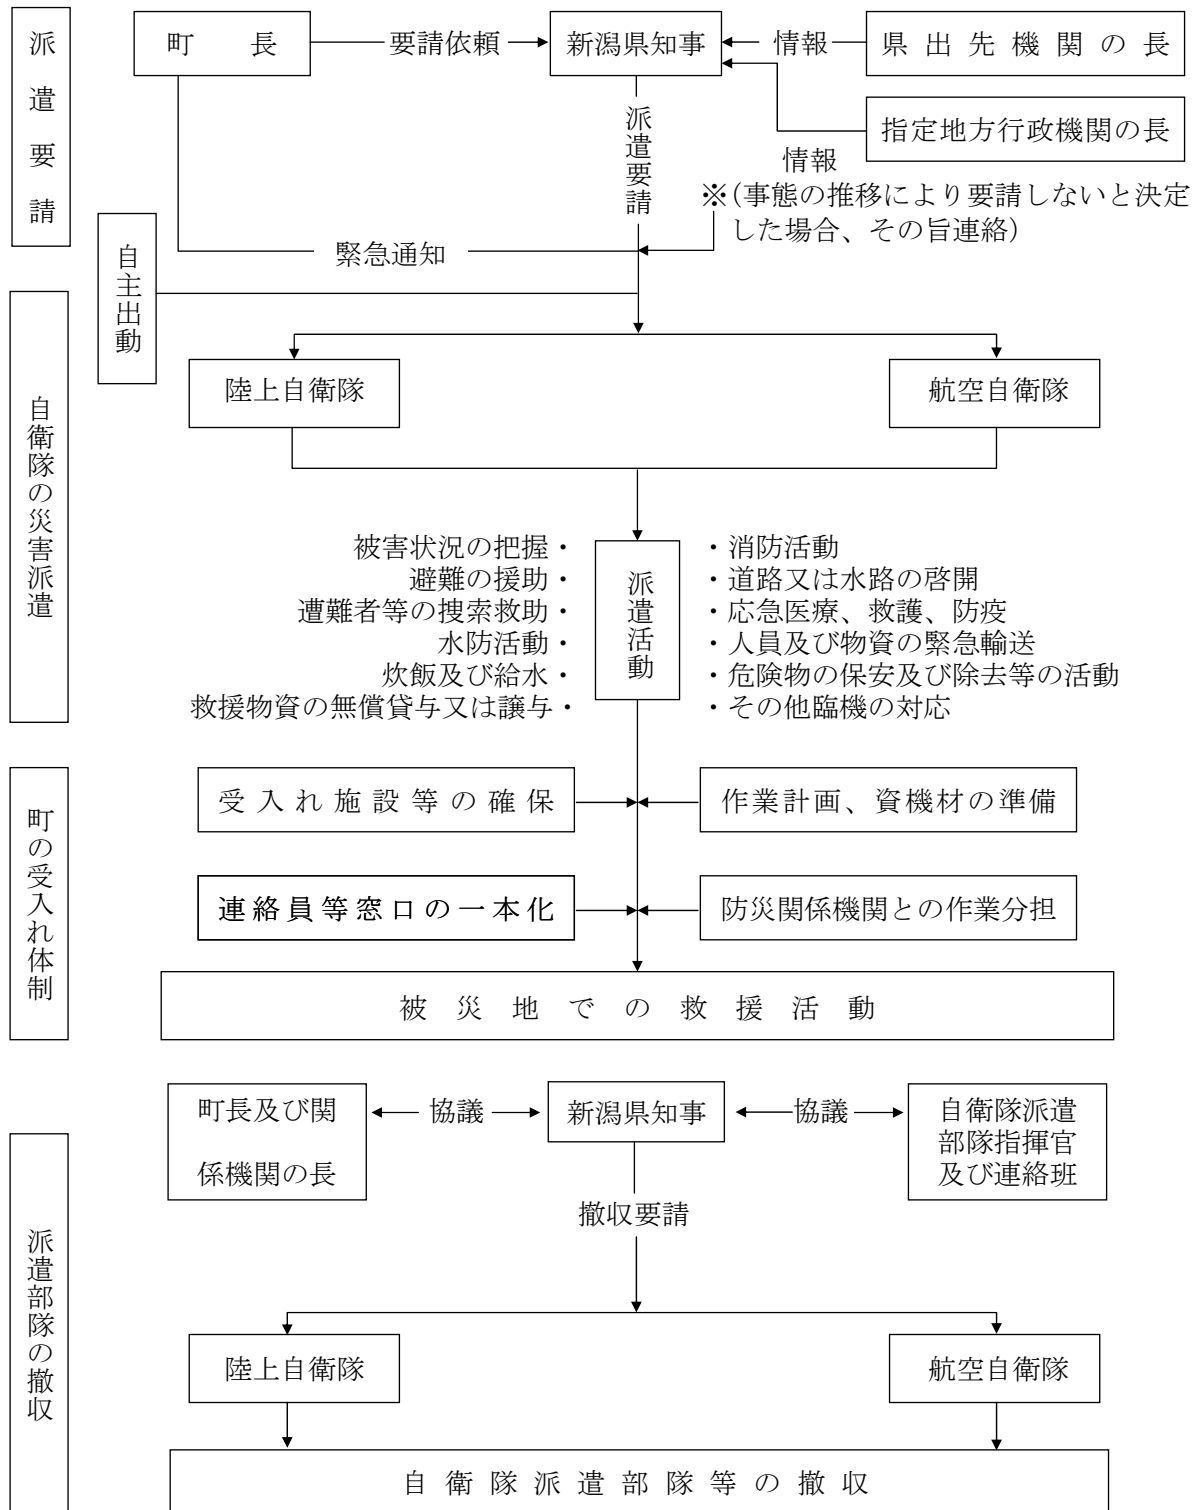 派遣要請
町長
要請依頼
新潟県知事
情報
県出先機関の長
指定地方行政機関の長
派遣要請
情報
※(事態の推移により要請しないと決定
した場合、その旨連絡)
緊急通知
自主出動
自衛隊の災害派遣
陸上自衛隊
航空自衛隊
被害状況の把握・
避難の援助・
遭難者等の捜索救助・
水防活動・
炊飯及び給水・
救援物資の無償貸与又は譲与・
派遣活動
・消防活動
・道路又は水路の啓開
・応急医療、救護、防疫
・人員及び物資の緊急輸送
・危険物の保安及び除去等の活動
・その他臨機の対応
町の受入れ体制
受入れ施設等の確保
作業計画、資機材の準備
連絡員等窓口の一本化
防災関係機関との作業分担
被災地での救援活動
派遣部隊の撤収
町長及び関
係機関の長
協議
新潟県知事
協議
自衛隊派遣
部隊指揮官
及び連絡班
撤収要請
陸上自衛隊
航空自衛隊
自衛隊派遣部隊等の撤収